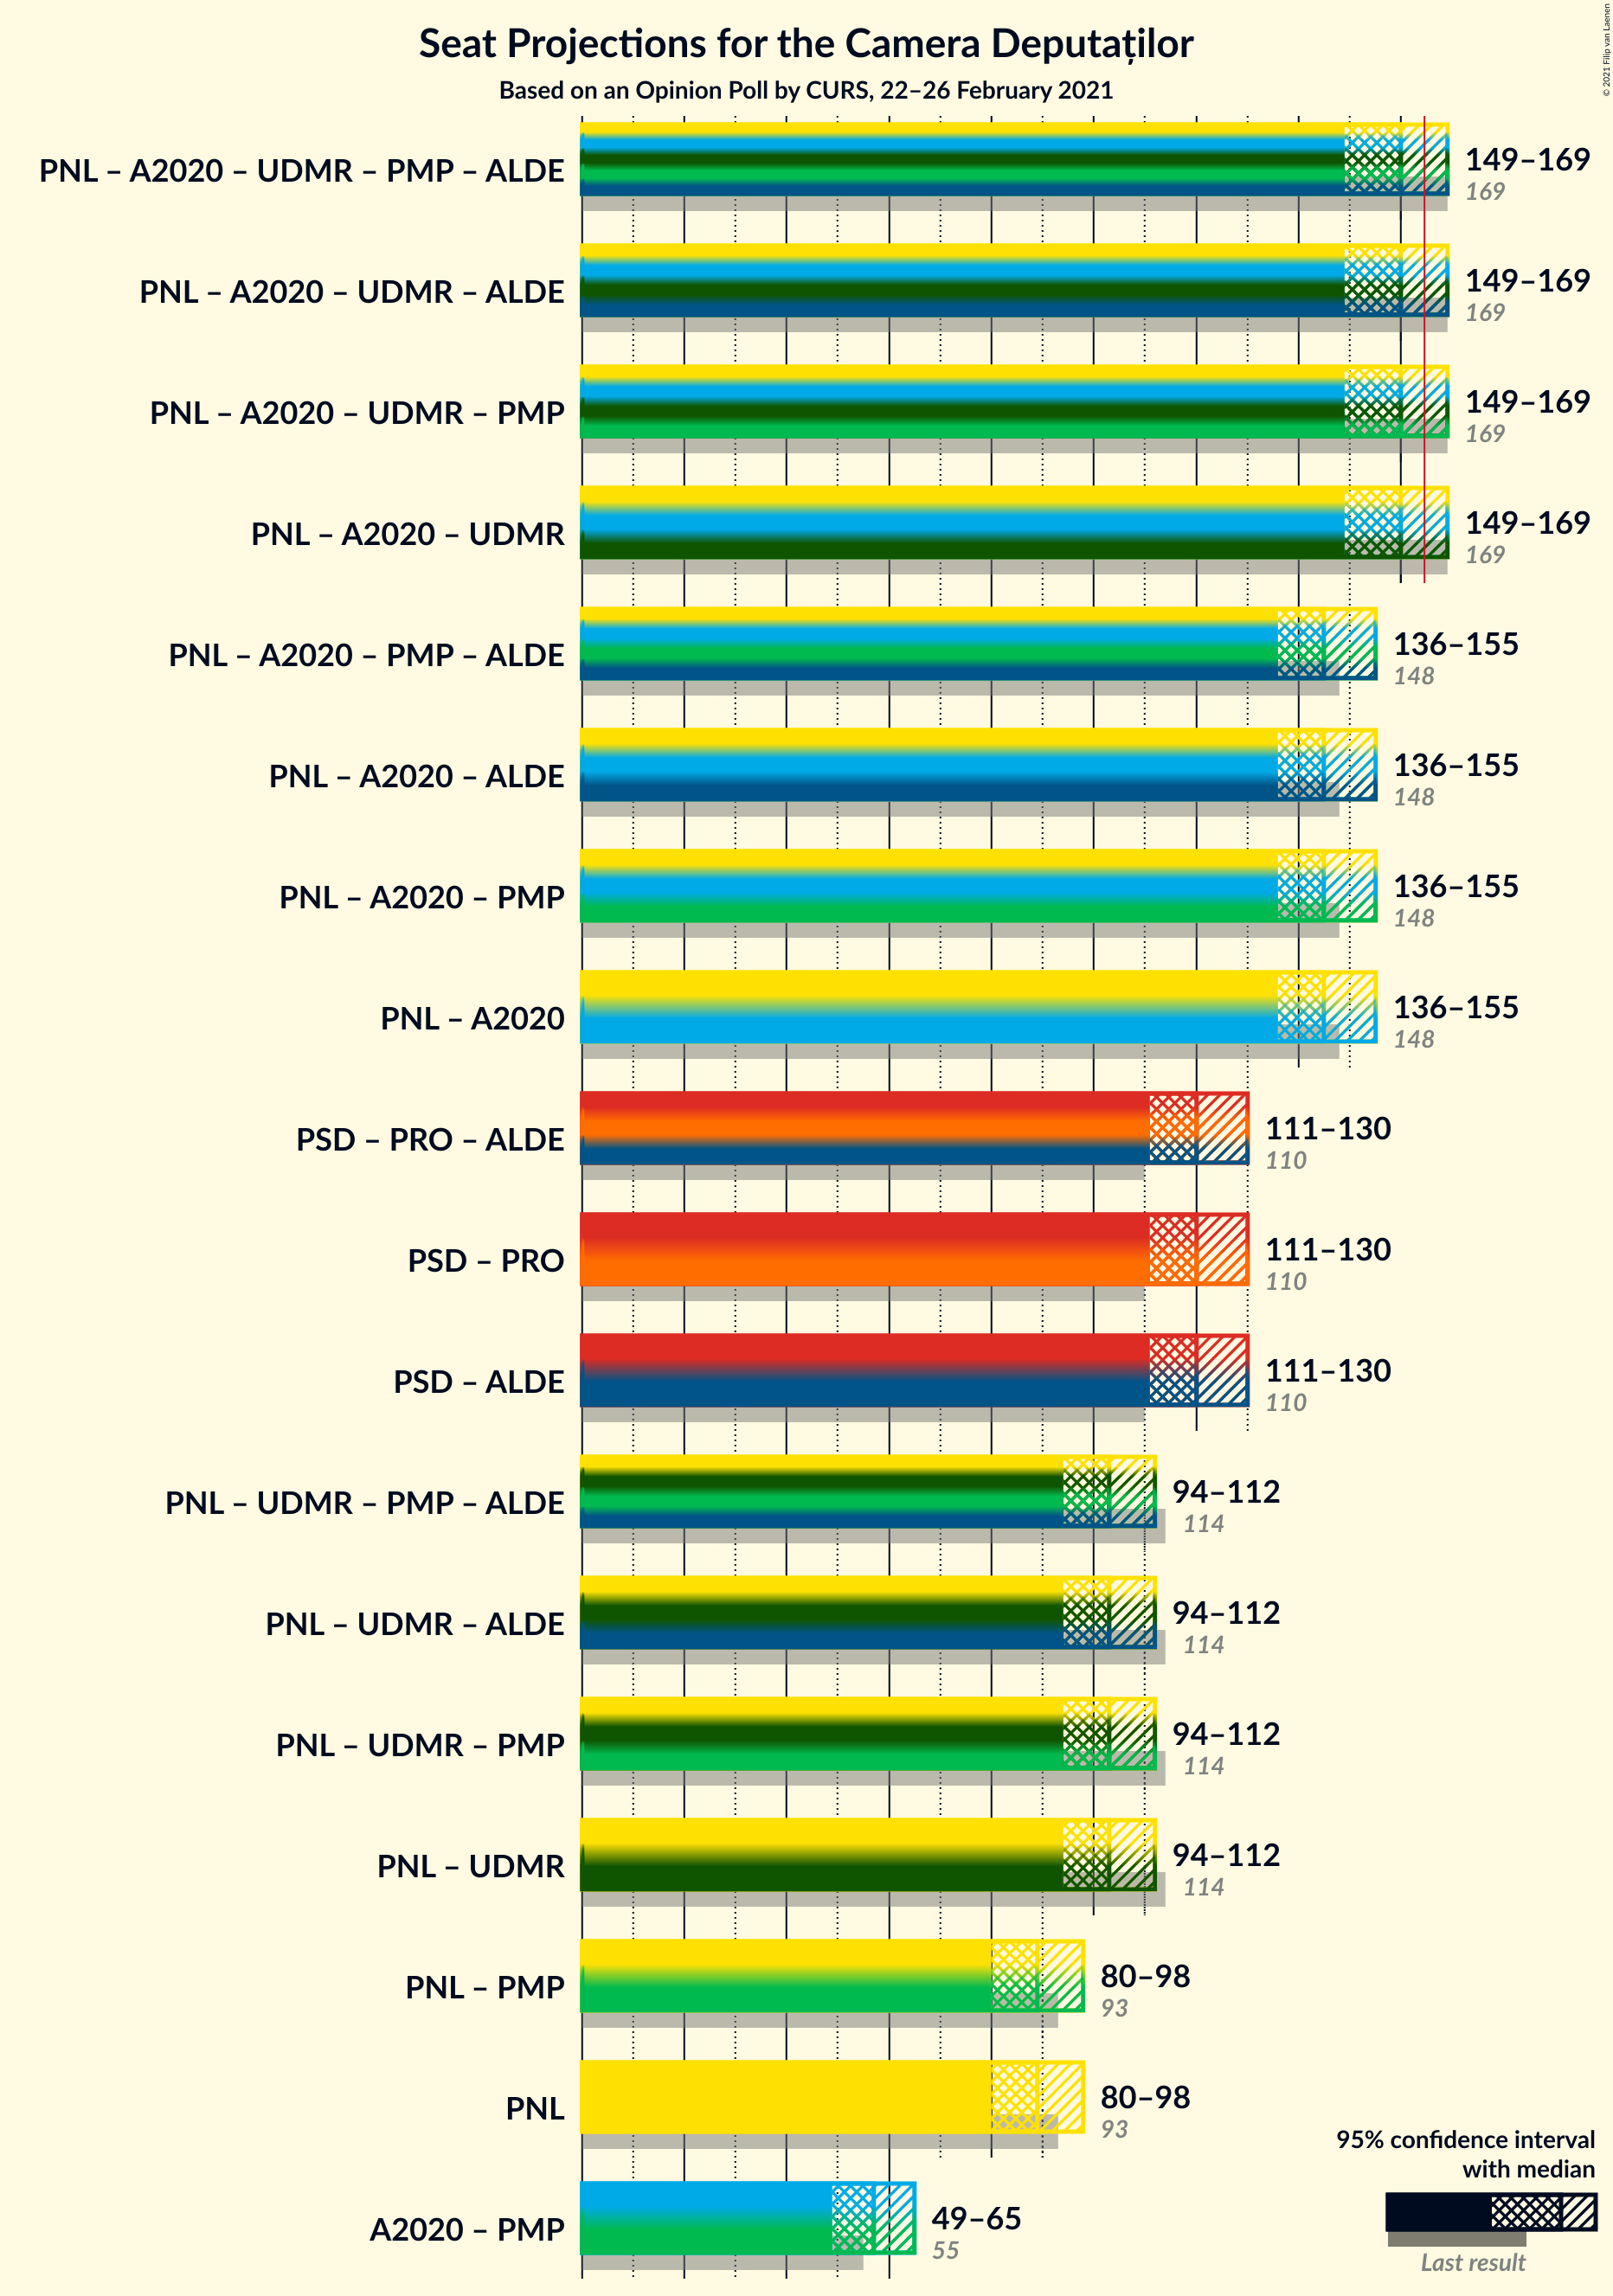 © 2021 Filip van Laenen
Seat Projections for the Camera Deputaților
Based on an Opinion Poll by CURS, 22–26 February 2021
PNL – A2020 – UDMR – PMP – ALDE
149–169
169
PNL – A2020 – UDMR – ALDE
149–169
169
PNL – A2020 – UDMR – PMP
149–169
169
PNL – A2020 – UDMR
149–169
169
PNL – A2020 – PMP – ALDE
136–155
148
PNL – A2020 – ALDE
136–155
148
PNL – A2020 – PMP
136–155
148
PNL – A2020
136–155
148
PSD – PRO – ALDE
111–130
110
PSD – PRO
111–130
110
PSD – ALDE
111–130
110
PNL – UDMR – PMP – ALDE
94–112
114
PNL – UDMR – ALDE
94–112
114
PNL – UDMR – PMP
94–112
114
PNL – UDMR
94–112
114
PNL – PMP
80–98
93
PNL
80–98
93
A2020 – PMP
49–65
55
95% confidence interval
with median
Last result